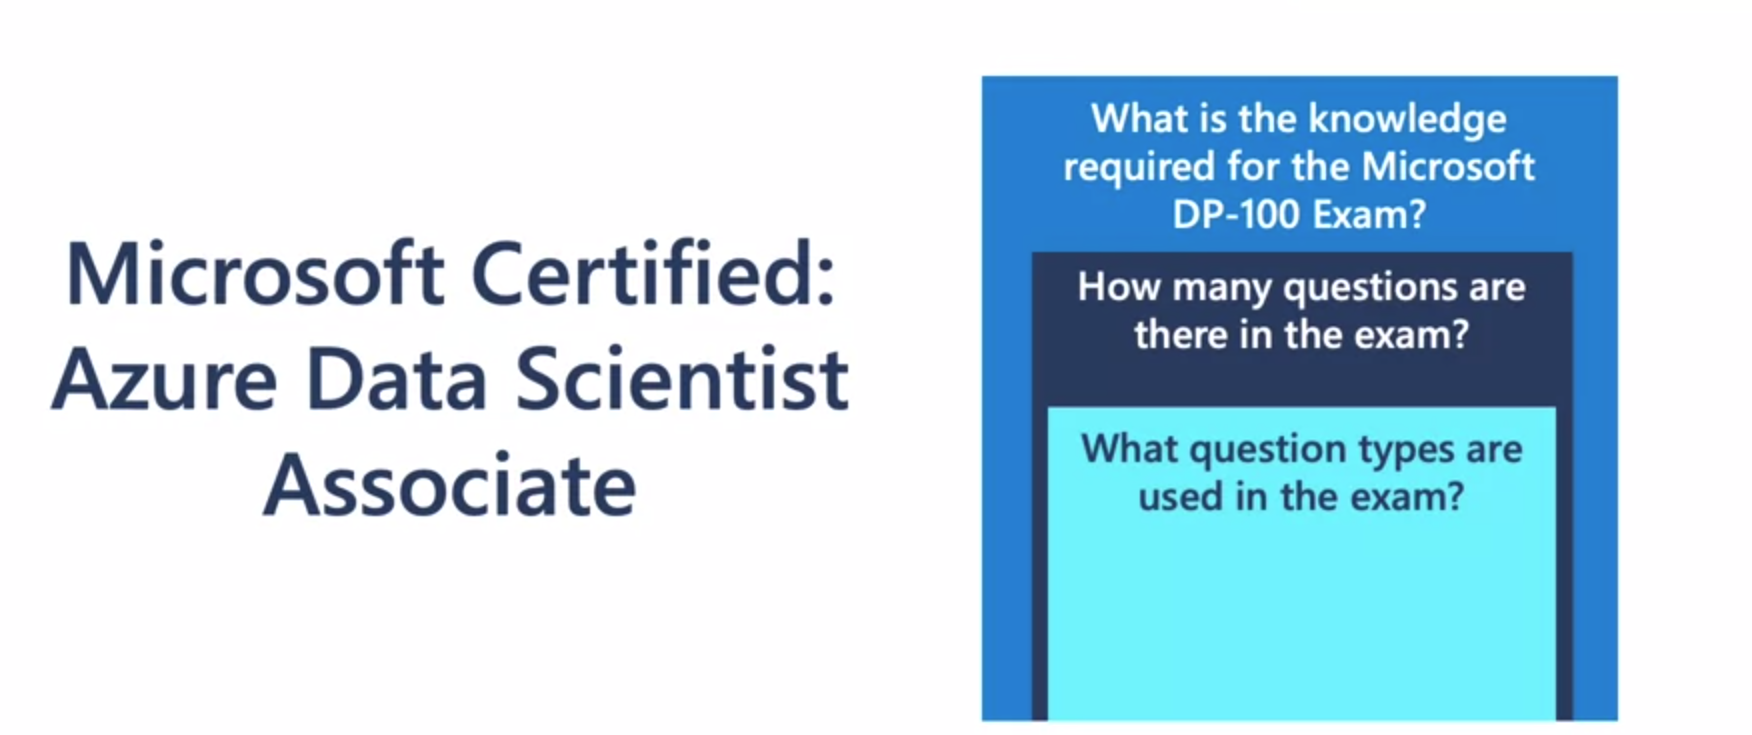 Microsoft Certified:
Azure Data Scientist
Associate
What is the knowledge
required for the Microsoft
DP-100 Exam?
How many questions are
there in the exam?
What question types are
used in the exam?